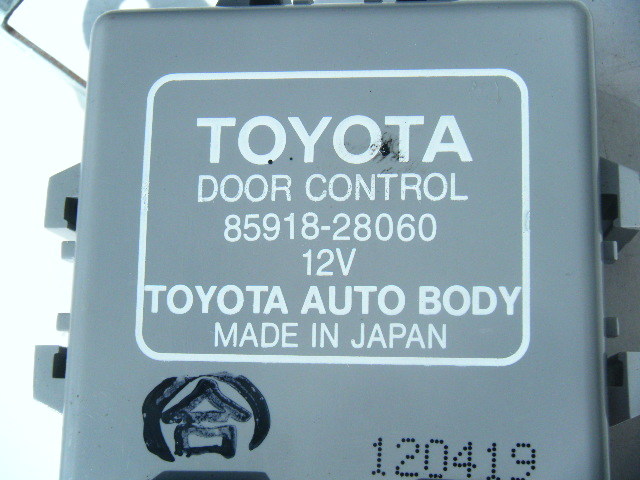 TOYOTA
DOOR CONTROL
85918-28060
12V
TOYOTA AUTO BODY
MADE IN JAPAN
合
120419